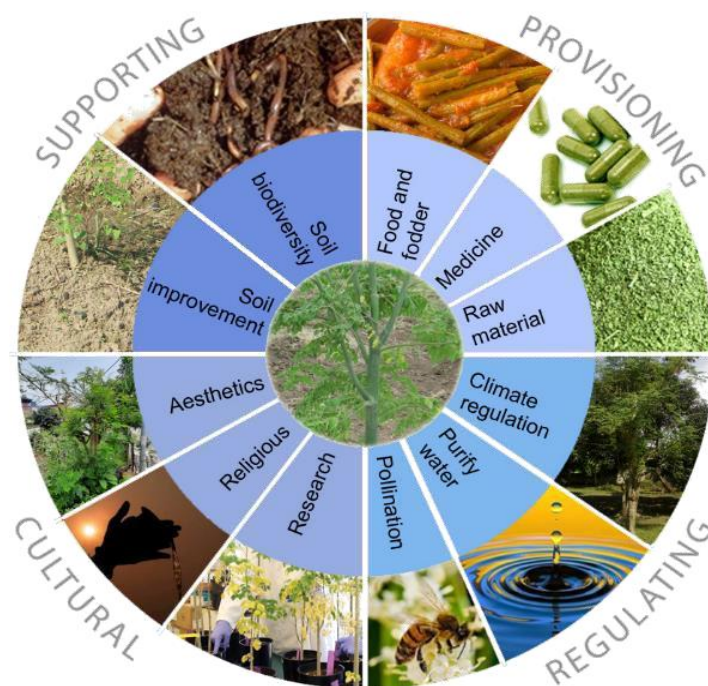 SUPPORTING
PROVISIONING
Soil
biodiversity
Food and
fodder
Medicine
Soil
improvement
Raw
material
Aesthetics
Climate
regulation
Religious
Purify
water
Research
Pollination
CULTURAL
REGULATING